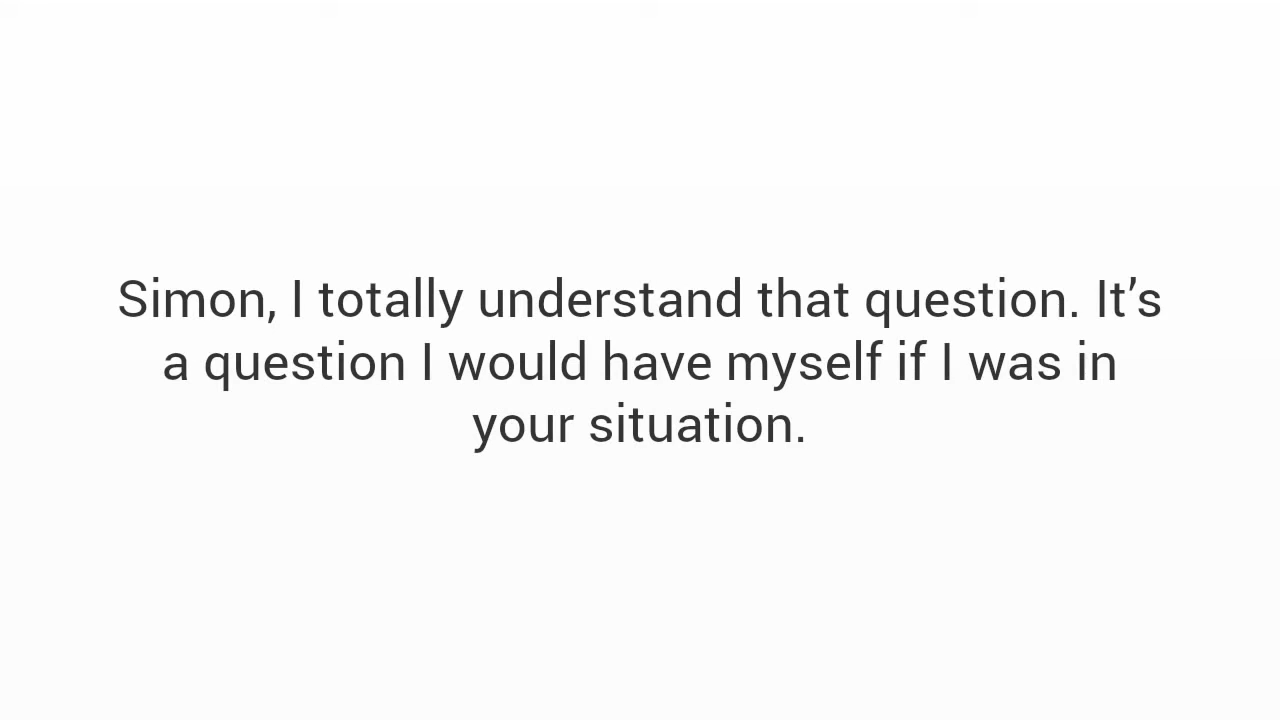 Simon, I totally understand that question. It’s
a question I would have myself if I was in
your situation.